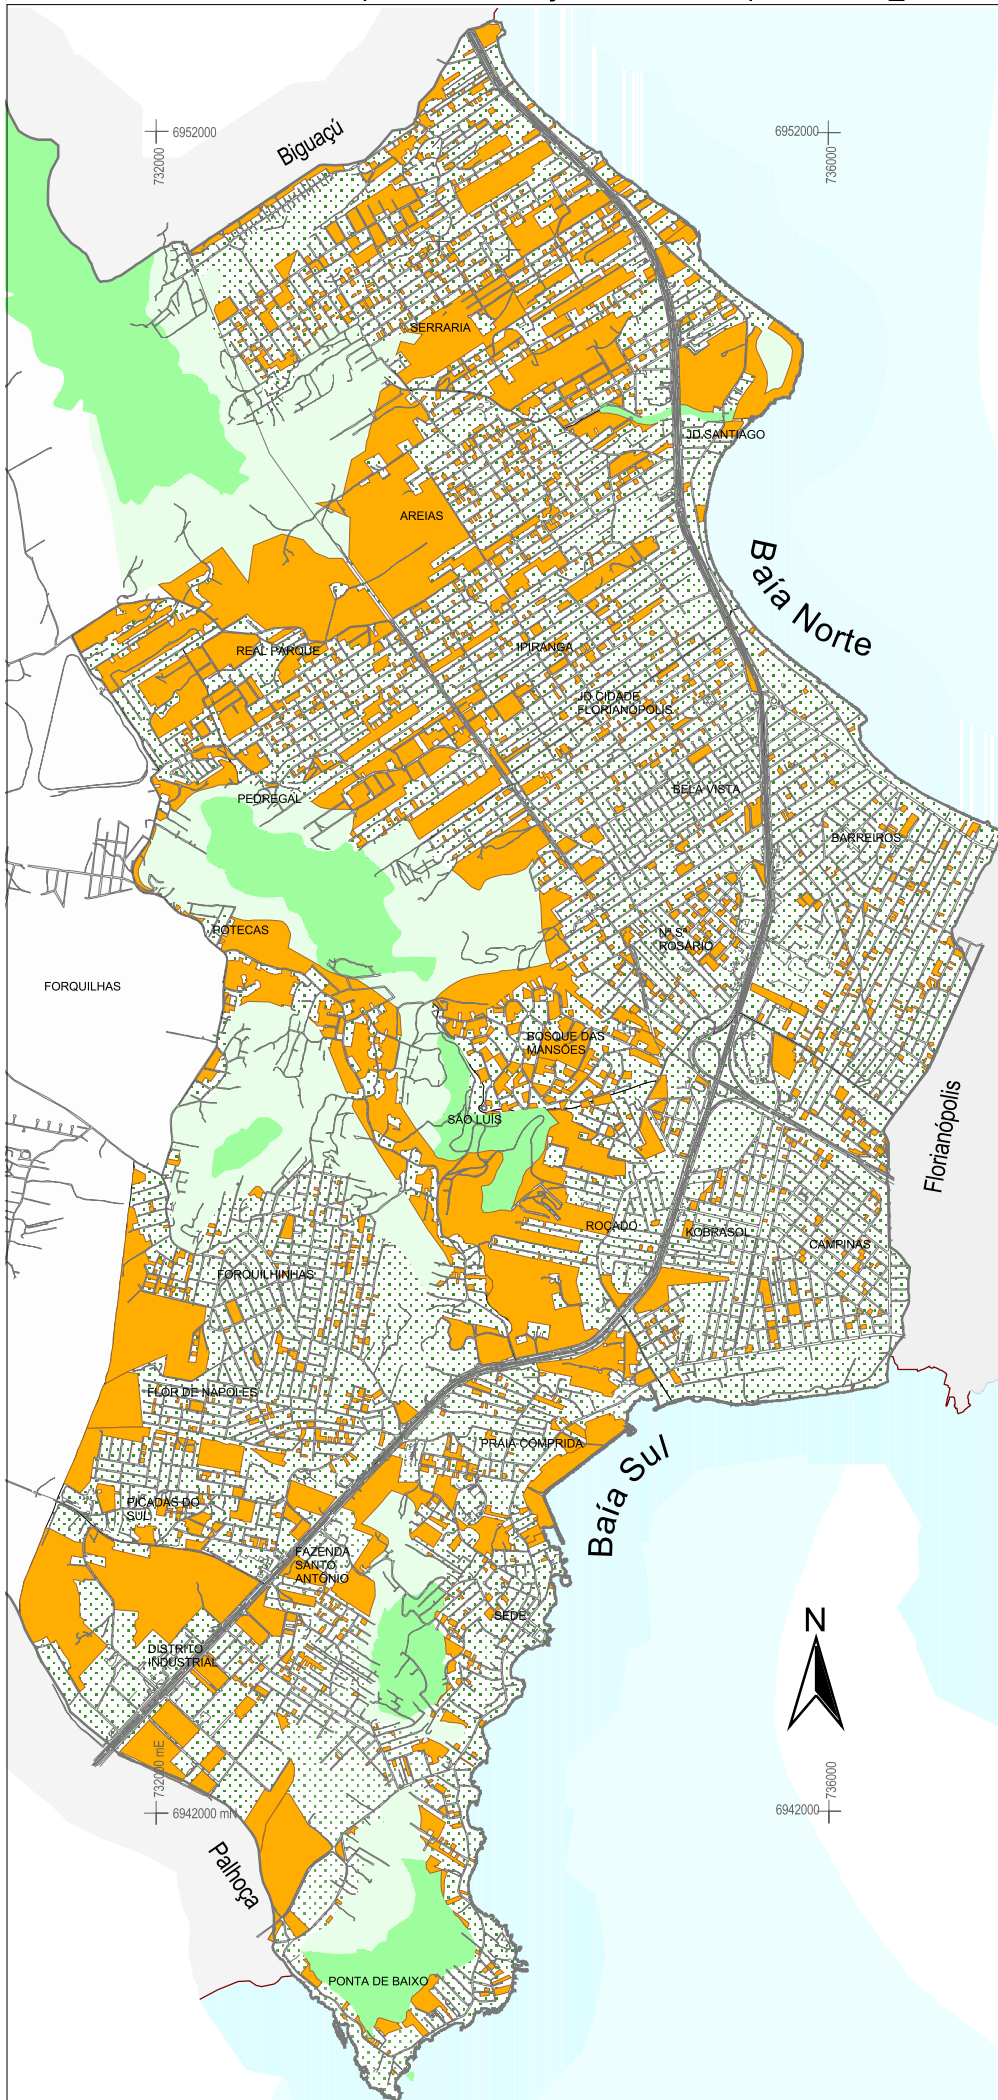 6952000
732000
6952000
736000
Biguaçú
SERRARIA
JD.SANTIAGO
AREIAS
Baía Norte
REAL PARQUE
IPIRANGA
JD.CIDADE
FLORIANÓPOLIS
PEDREGAL
BELA VISTA
BARREIROS
POTECAS
Nª Sª
ROSÁRIO
FORQUILHAS
BOSQUE DAS
MANSÕES
Florianópolis
SÃO LUIS
ROÇADO
KOBRASOL
CAMPINAS
FORQUILHINHAS
FLOR DE NÁPOLES
PRAIA COMPRIDA
Baía Sul
PICADAS DO
SUL
FAZENDA
SANTO
ANTÔNIO
SEDE
N
DISTRITO
INDUSTRIAL
732000 mE
6942000 mN
736000
6942000
Palhoça
PONTA DE BAIXO